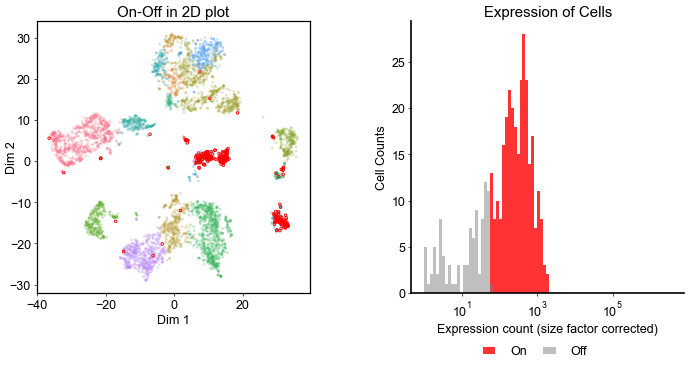 On-Off in 2D plot
30
20
10
0
−10
−20
−30
−40
−20
0
20
Dim 2
Dim 1
Expression of Cells
25
20
15
10
5
0
10^1
10^3
10^5
Cell Counts
Expression count (size factor corrected)
On
Off